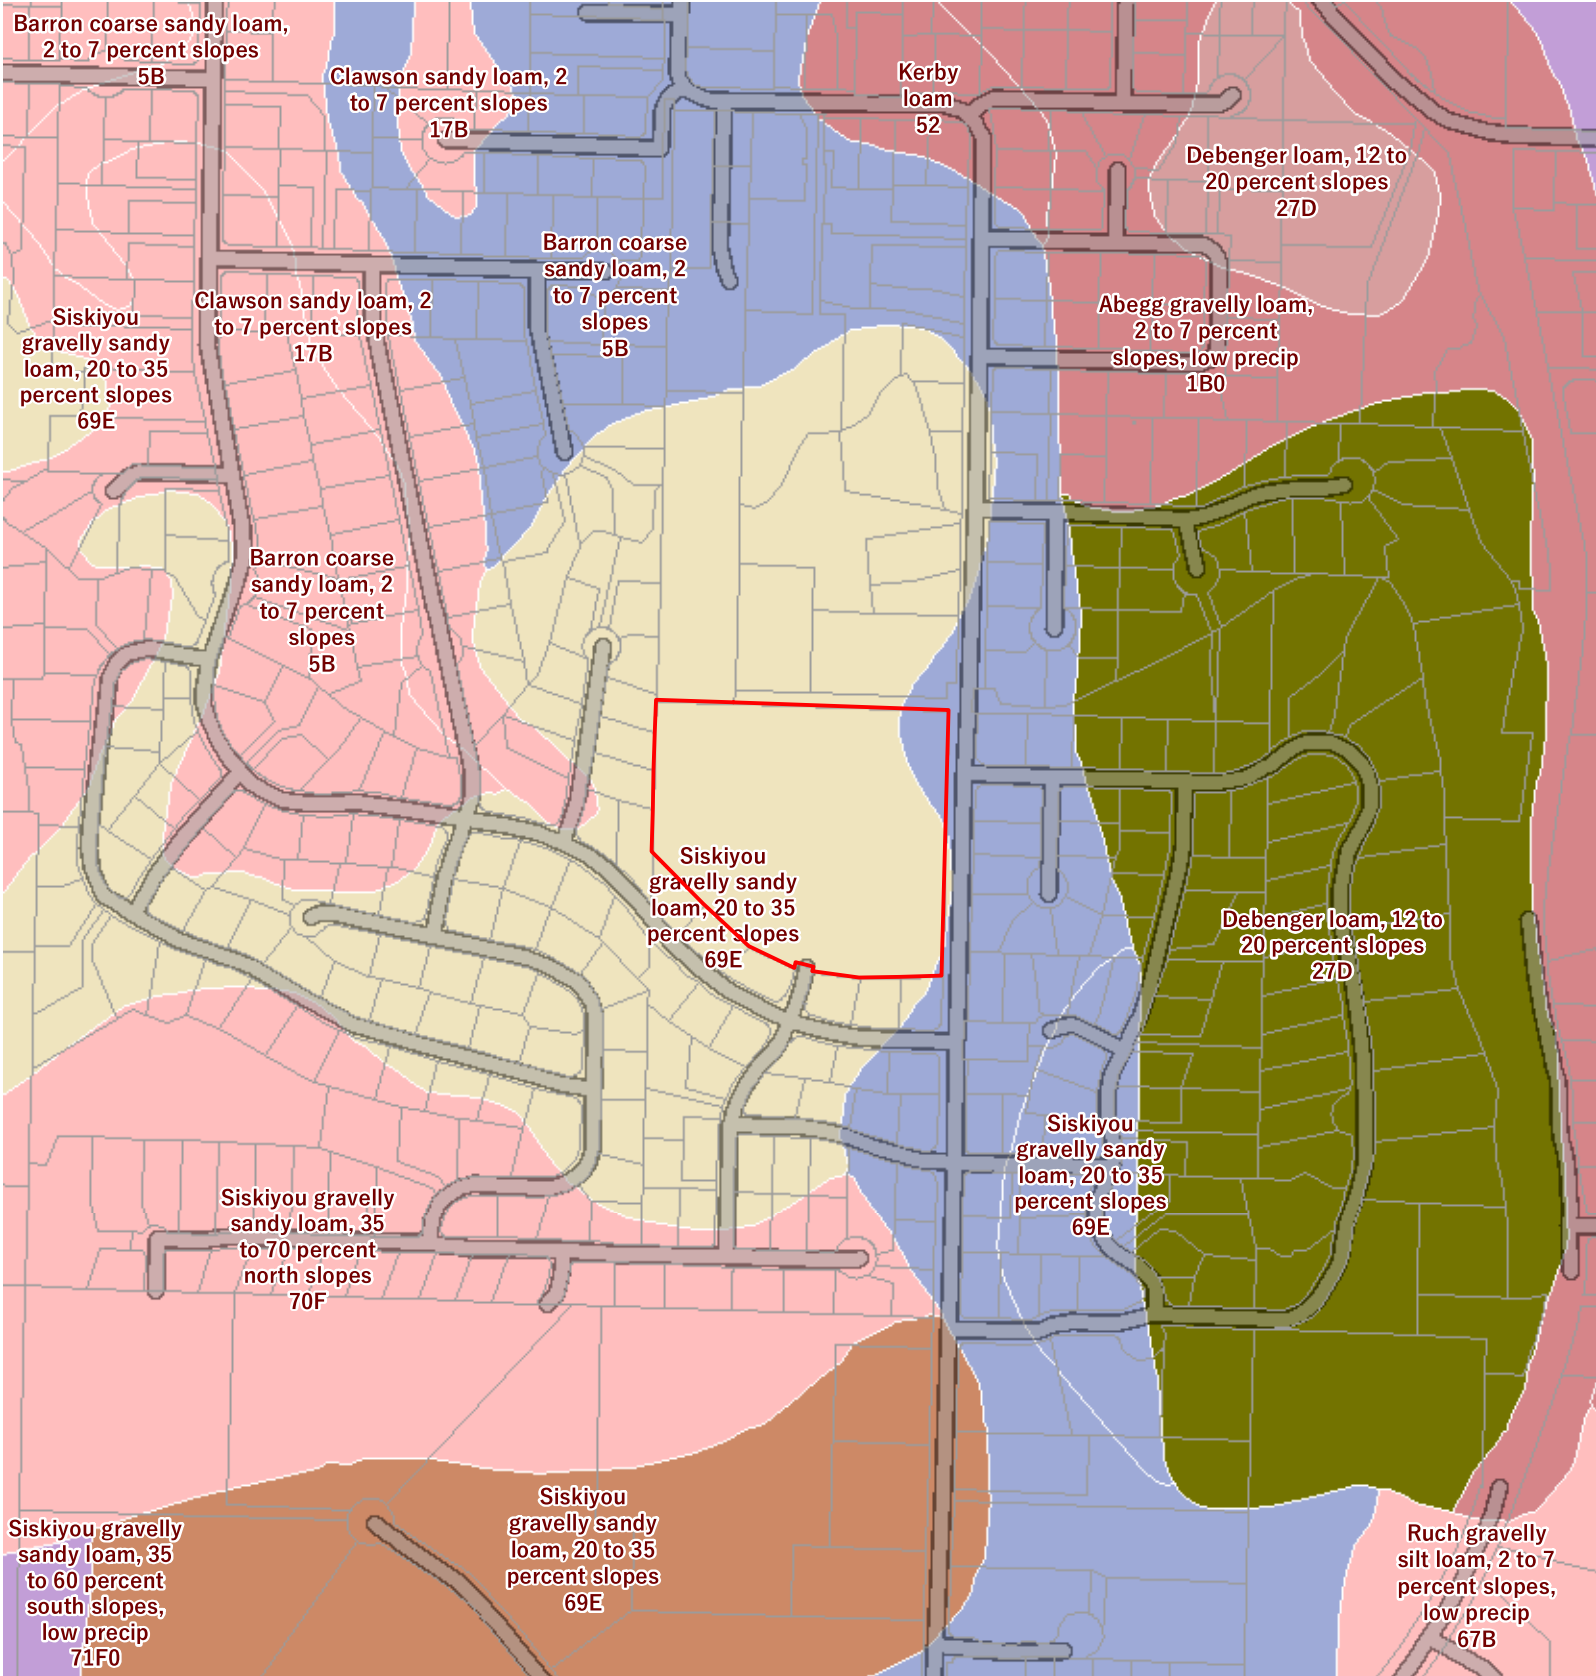 Barron coarse sandy loam,
2 to 7 percent slopes
5B
Clawson sandy loam, 2
to 7 percent slopes
17B
Kerby
loam
52
Debenger loam, 12 to
20 percent slopes
27D
Barron coarse
sandy loam, 2
to 7 percent
slopes
5B
Clawson sandy loam, 2
to 7 percent slopes
17B
Siskiyou
gravelly sandy
loam, 20 to 35
percent slopes
69E
Abegg gravelly loam,
2 to 7 percent
slopes, low precip
1B0
Barron coarse
sandy loam, 2
to 7 percent
slopes
5B
Siskiyou
gravelly sandy
loam, 20 to 35
percent slopes
69E
Debenger loam, 12 to
20 percent slopes
27D
Siskiyou
gravelly sandy
loam, 20 to 35
percent slopes
69E
Siskiyou gravelly
sandy loam, 35
to 70 percent
north slopes
70F
Siskiyou
gravelly sandy
loam, 20 to 35
percent slopes
69E
Siskiyou gravelly
sandy loam, 35
to 60 percent
south slopes,
low precip
71F0
Ruch gravelly
silt loam, 2 to 7
percent slopes,
low precip
67B